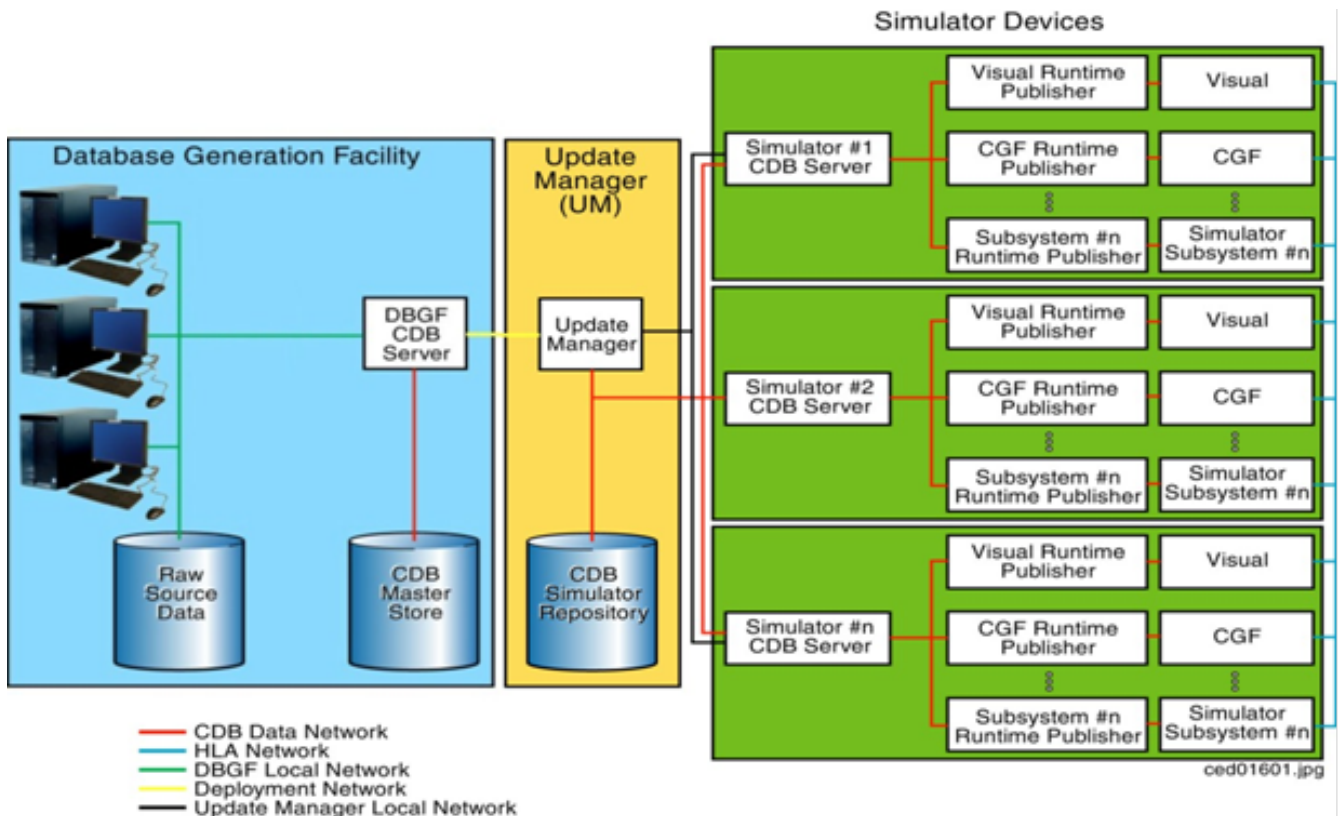 Simulator Devices
Database Generation Facility
Update
Manager
(UM)
Raw
Source
Data
DBGF
CDB
Server
CDB
Master
Store
Update
Manager
CDB
Simulator
Repository
Simulator #1
CDB Server
Visual Runtime
Publisher
Visual
CGF Runtime
Publisher
CGF
Subsystem #n
Runtime Publisher
Simulator
Subsystem #n
Simulator #2
CDB Server
Visual Runtime
Publisher
Visual
CGF Runtime
Publisher
CGF
Subsystem #n
Runtime Publisher
Simulator
Subsystem #n
Simulator #n
CDB Server
Visual Runtime
Publisher
Visual
CGF Runtime
Publisher
CGF
Subsystem #n
Runtime Publisher
Simulator
Subsystem #n
ced01601.jpg
CDB Data Network
HLA Network
DBGF Local Network
Deployment Network
Update Manager Local Network